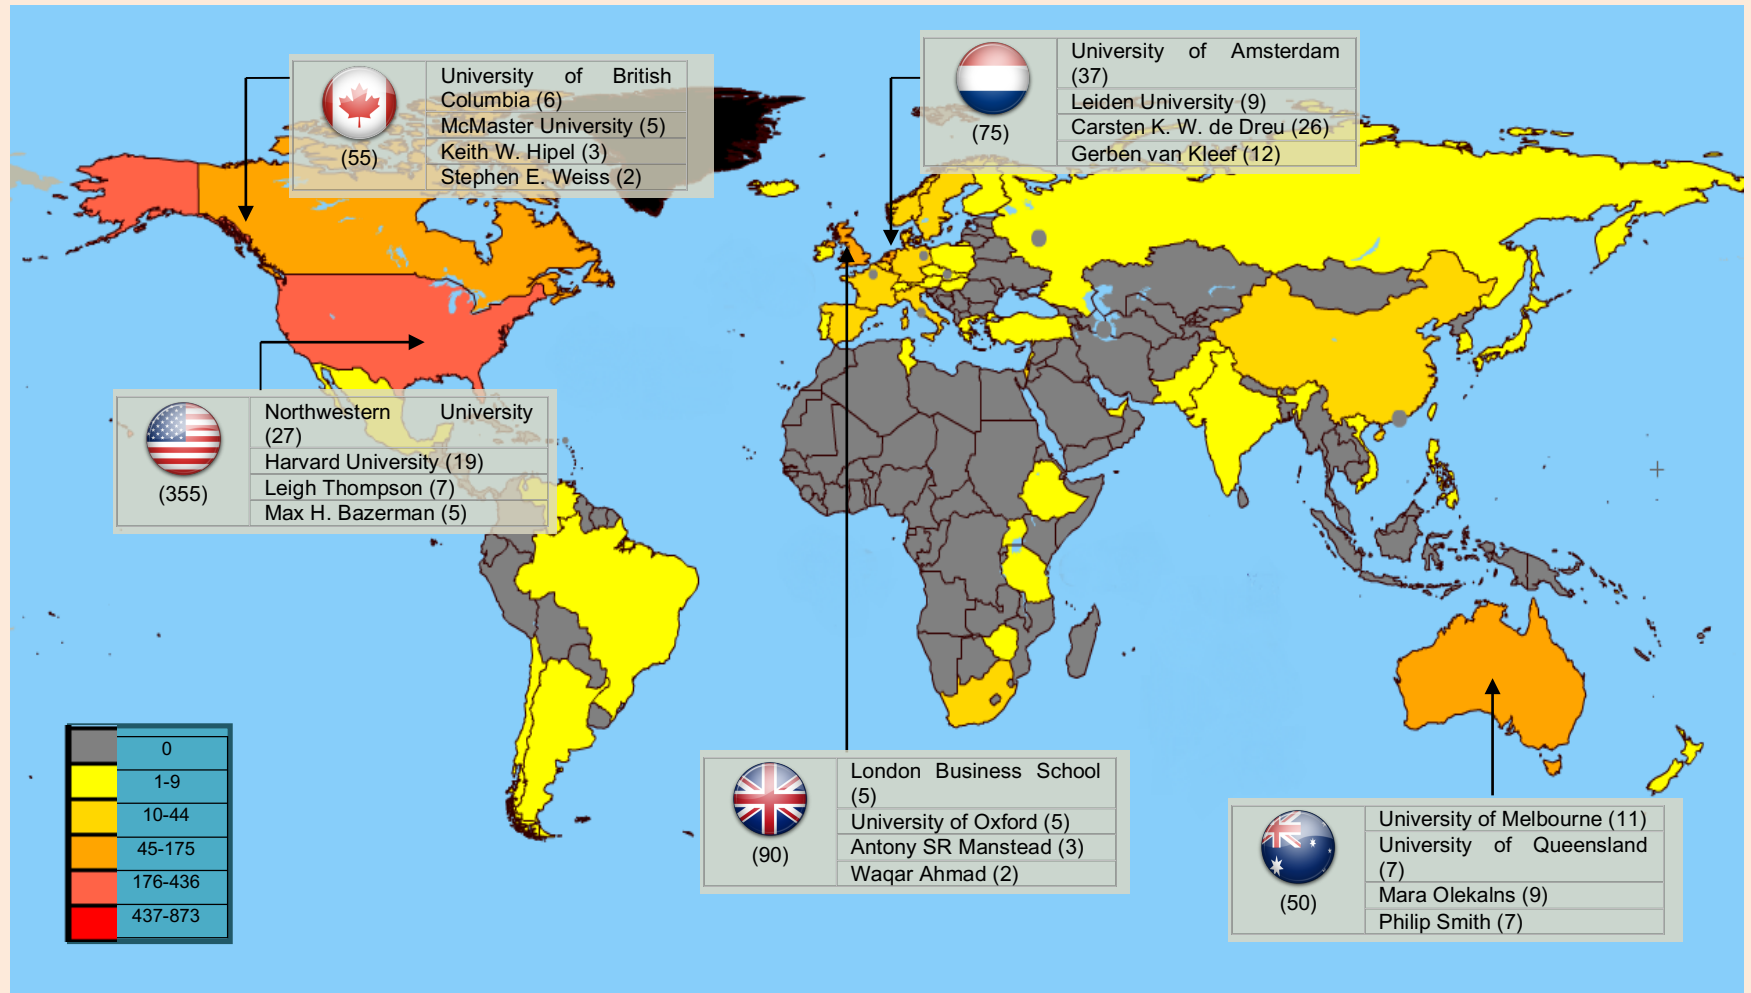 University of British
Columbia (6)
McMaster University (5)
Keith W. Hipel (3)
Stephen E. Weiss (2)
(55)
University of Amsterdam
(37)
Leiden University (9)
Carsten K. W. de Dreu (26)
Gerben van Kleef (12)
(75)
Northwestern University
(27)
Harvard University (19)
Leigh Thompson (7)
Max H. Bazerman (5)
(355)
0
1-9
10-44
45-175
176-436
437-873
London Business School
(5)
University of Oxford (5)
Antony SR Manstead (3)
Waqar Ahmad (2)
(90)
University of Melbourne (11)
University of Queensland
(7)
Mara Olekalns (9)
Philip Smith (7)
(50)